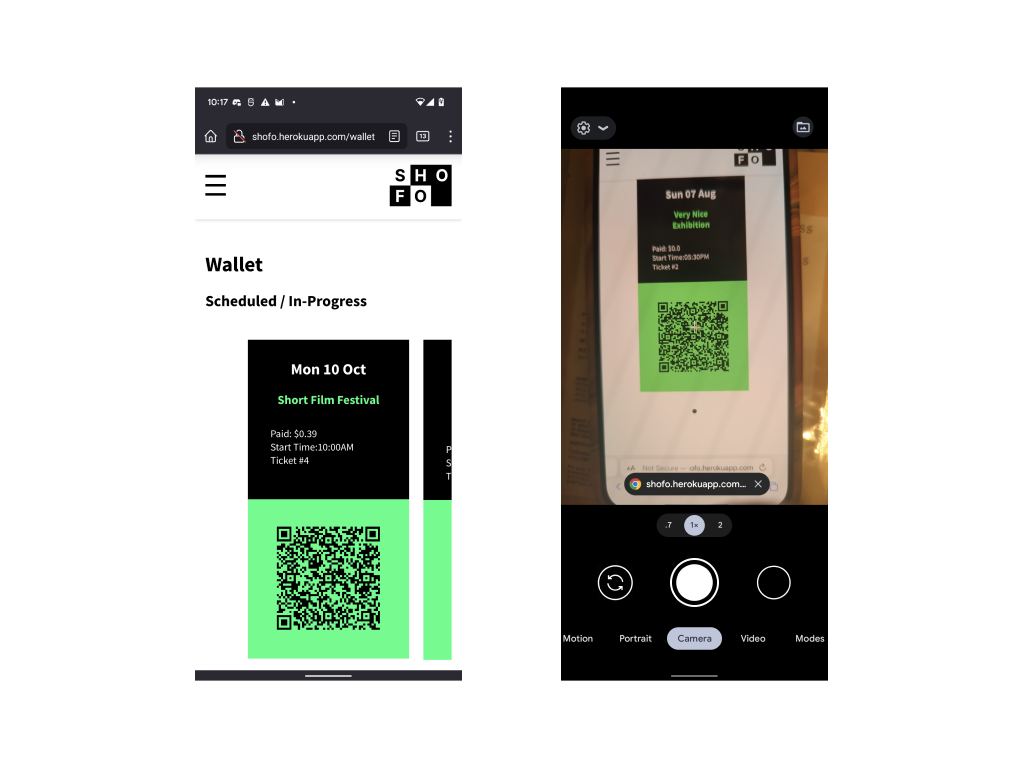 10:17
shofo.herokuapp.com/wallet
13
SHO
FO
Wallet
Scheduled / In-Progress
Mon 10 Oct
Short Film Festival
Paid: $0.39
Start Time:10:00AM
Ticket #4
P
S
T
FO
Sun 07 Aug
Very Nice
Exhibition
Paid: $0.0
Start Time:05:30PM
Ticket #2
AA Not Secure — ofo.herokuapp.com
shofo.herokuapp.com...
.7 1× 2
Motion Portrait Camera Video Modes